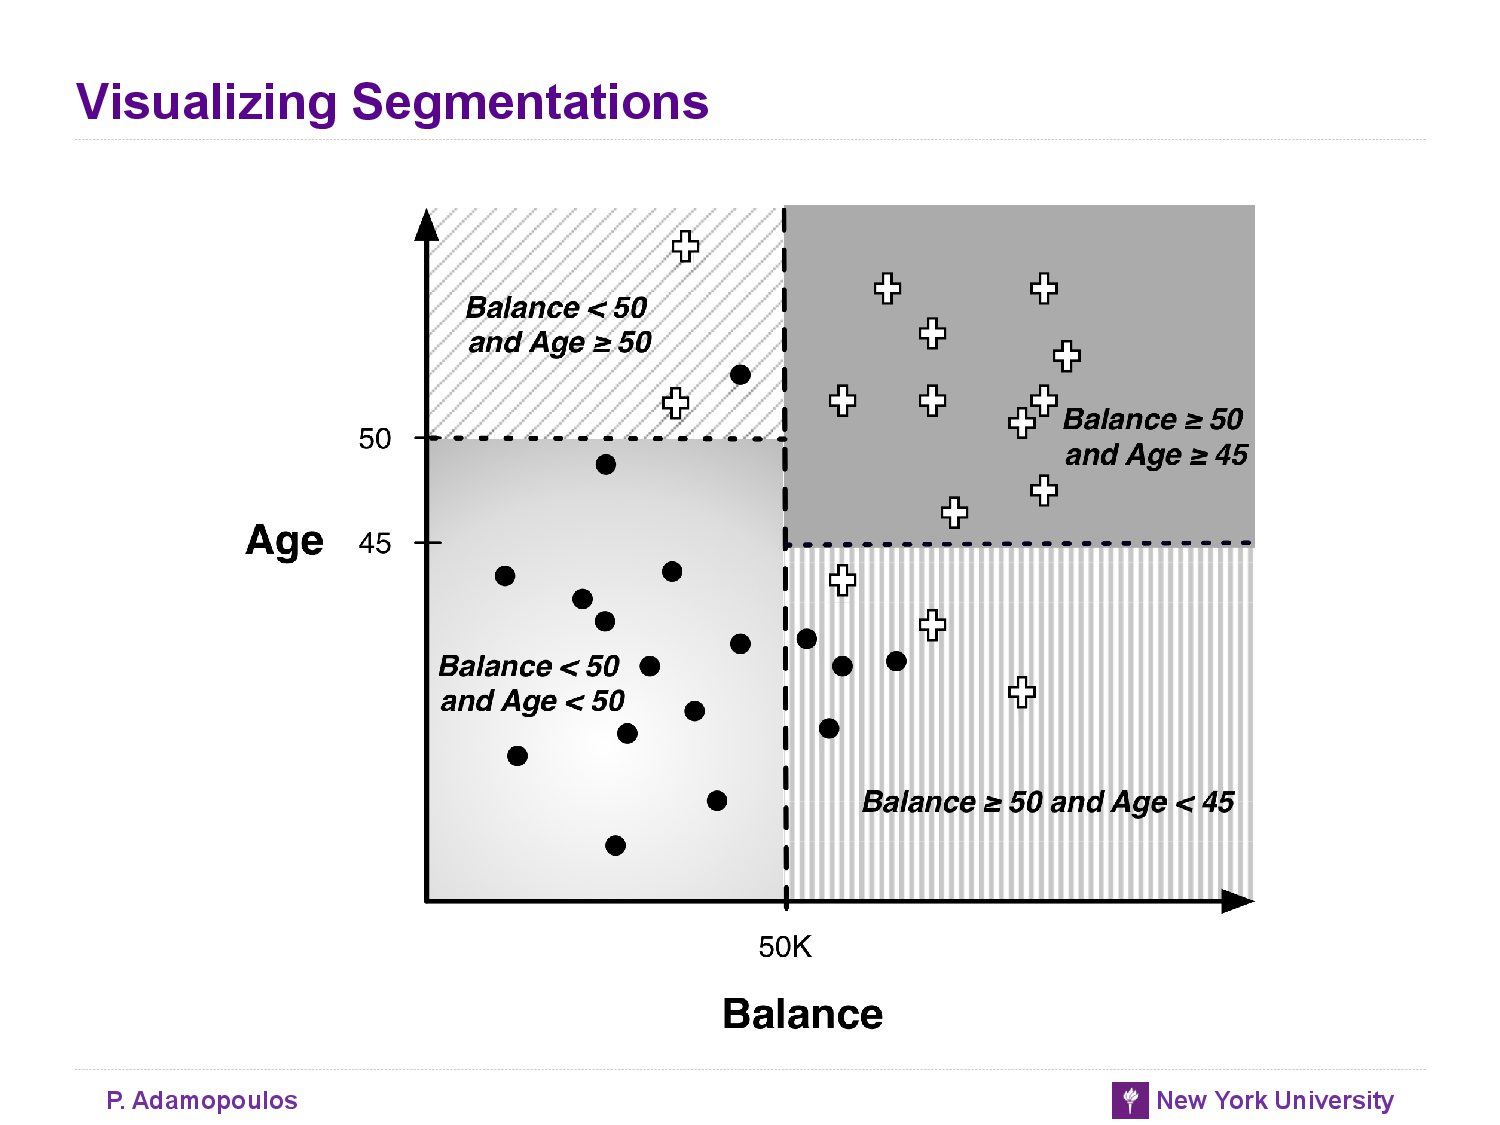 Visualizing Segmentations
Balance < 50
and Age ≥ 50
Balance ≥ 50
and Age ≥ 45
50
Age
45
Balance < 50
and Age < 50
Balance ≥ 50 and Age < 45
50K
Balance
P. Adamopoulos
New York University